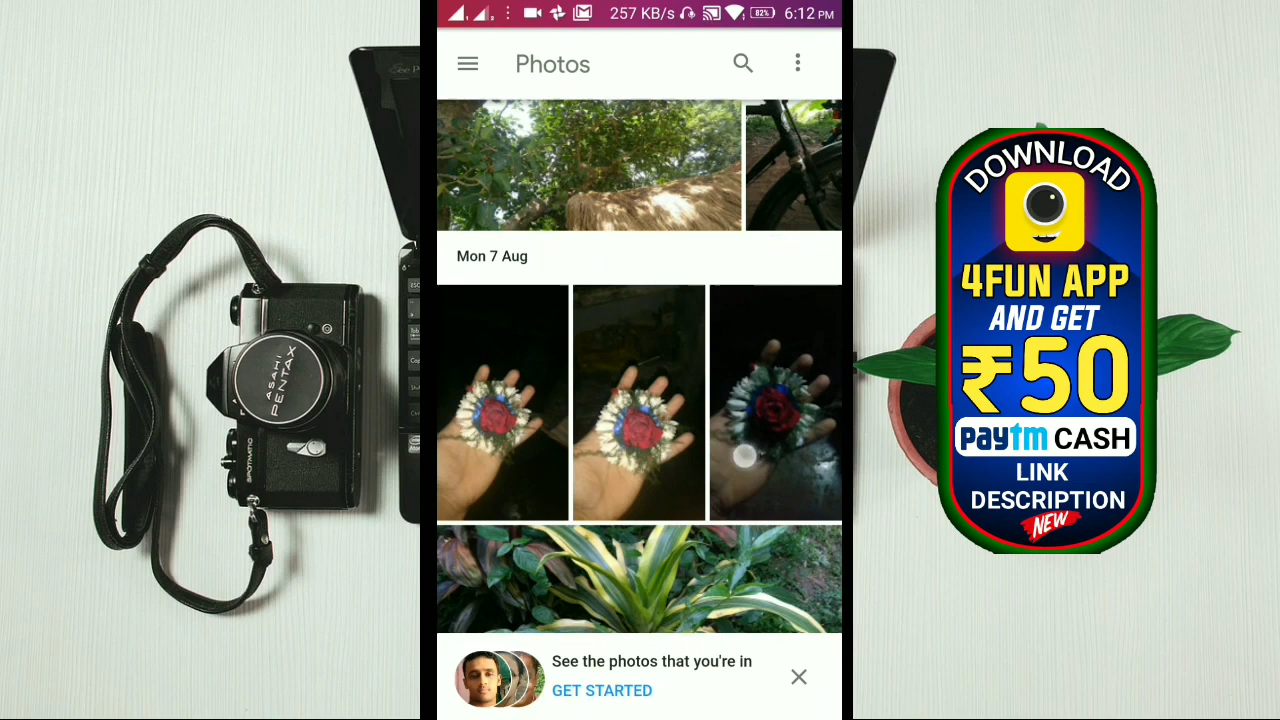 257 KB/s 82% 6:12 PM
Photos
Mon 7 Aug
See the photos that you're in
GET STARTED
ASAHI
PENTAX
SPOTMATIC
DOWNLOAD
4FUN APP
AND GET
₹50
paytm CASH
LINK
DESCRIPTION
NEW